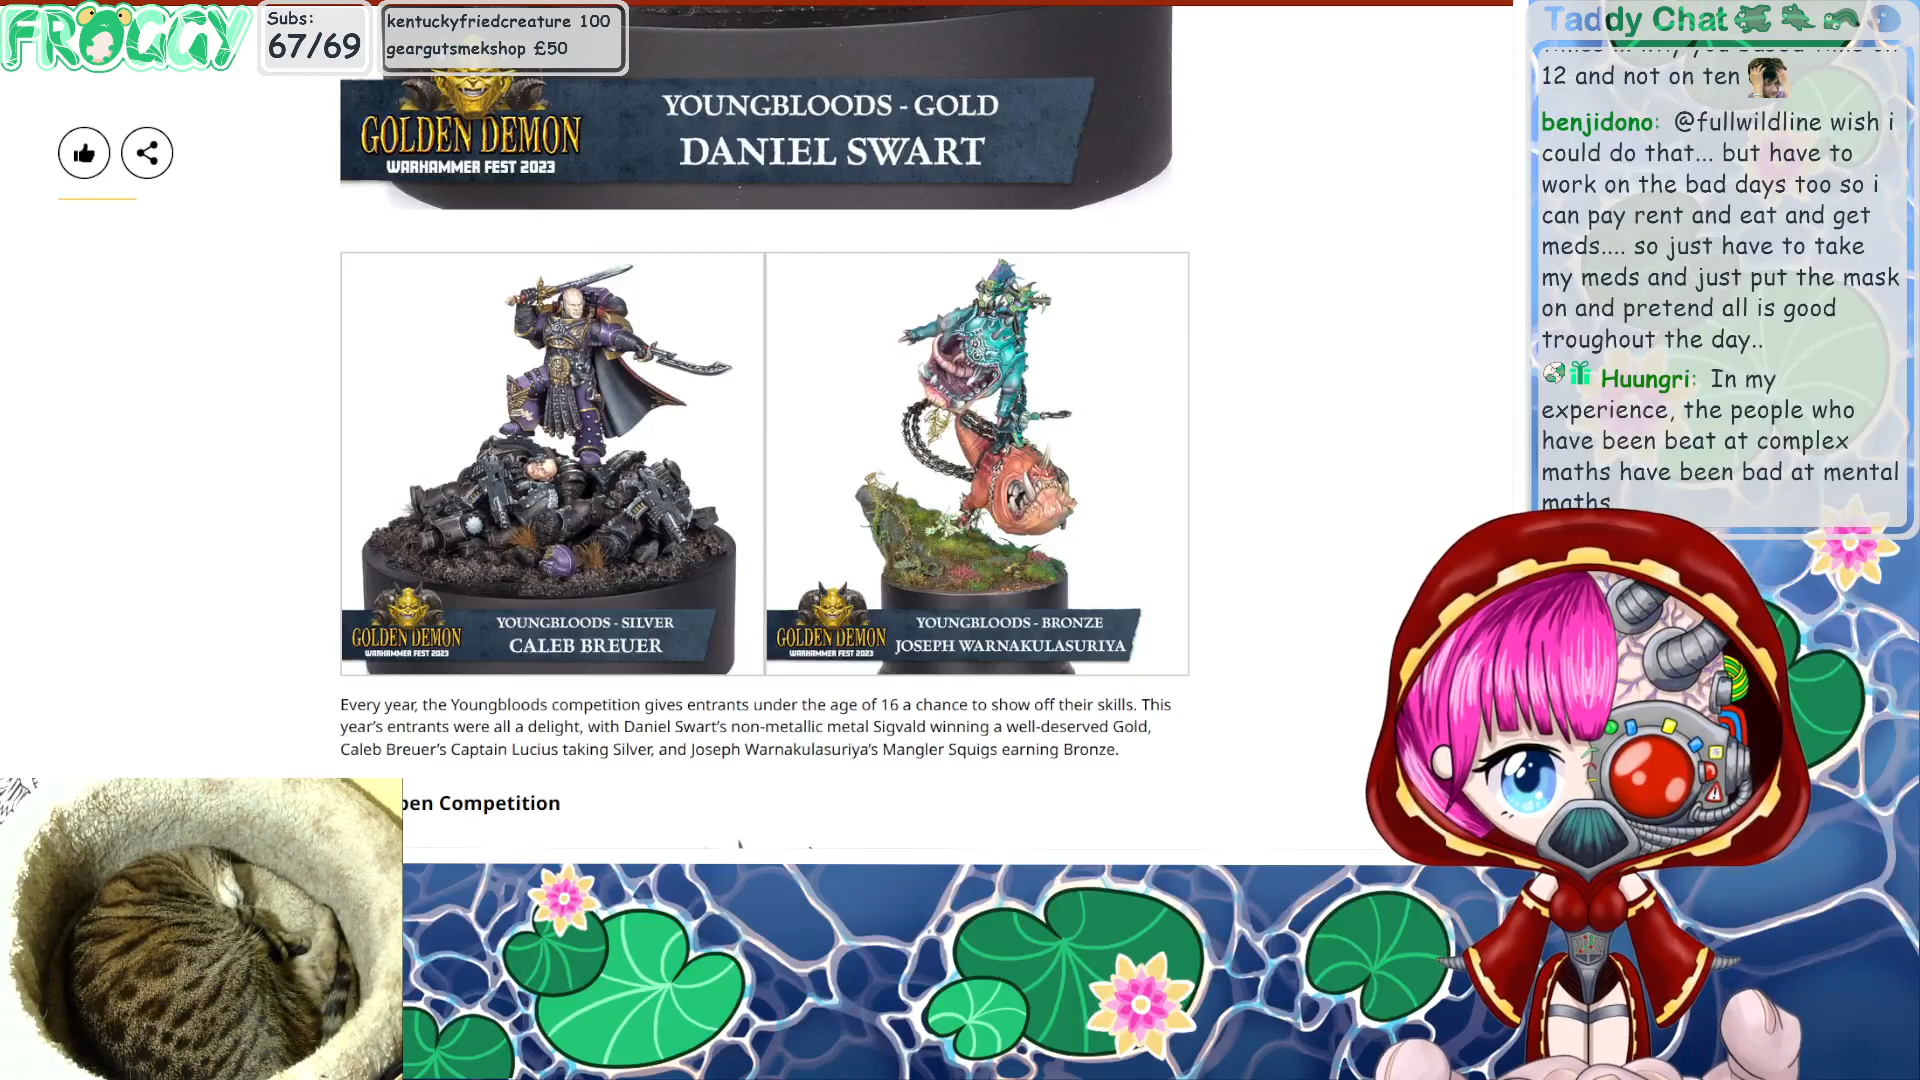 FROGGY
Subs:
67/69
kentuckyfriedcreature 100
geargutsmekshop £50
Taddy Chat
12 and not on ten
benjidono: @fullwildline wish i
could do that... but have to
work on the bad days too so i
can pay rent and eat and get
meds.... so just have to take
my meds and just put the mask
on and pretend all is good
troughout the day..
Huungri: In my
experience, the people who
have been beat at complex
maths have been bad at mental
maths
GOLDEN DEMON
WARHAMMER FEST 2023
YOUNGBLOODS - GOLD
DANIEL SWART
GOLDEN DEMON
WARHAMMER FEST 2023
YOUNGBLOODS - SILVER
CALEB BREUER
GOLDEN DEMON
WARHAMMER FEST 2023
YOUNGBLOODS - BRONZE
JOSEPH WARNAKULASURIYA
Every year, the Youngbloods competition gives entrants under the age of 16 a chance to show off their skills. This
year's entrants were all a delight, with Daniel Swart's non-metallic metal Sigvald winning a well-deserved Gold,
Caleb Breuer's Captain Lucius taking Silver, and Joseph Warnakulasuriya's Mangler Squigs earning Bronze.
pen Competition